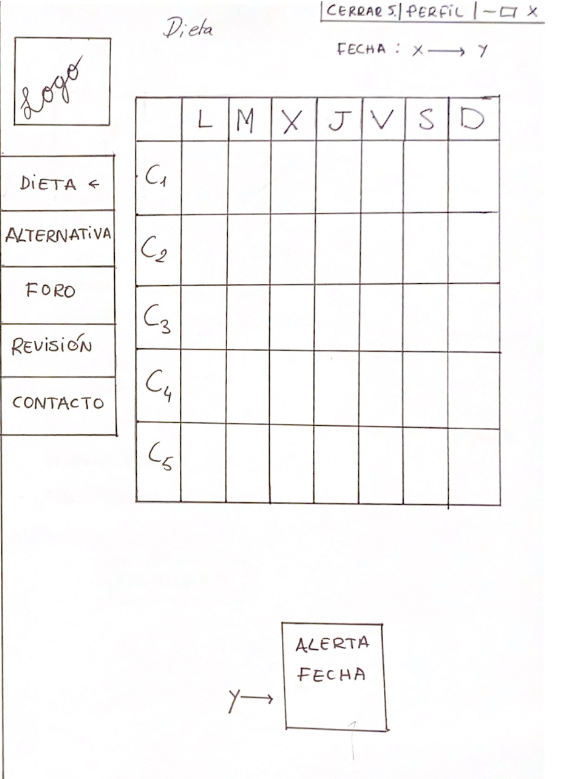 Dieta
CERRAR S. | PERFIL | — □ X
FECHA : X → Y
Logo
L M X J V S D
DIETA ←
ALTERNATIVA
FORO
REVISIÓN
CONTACTO
C1
C2
C3
C4
C5
ALERTA
FECHA
Y →